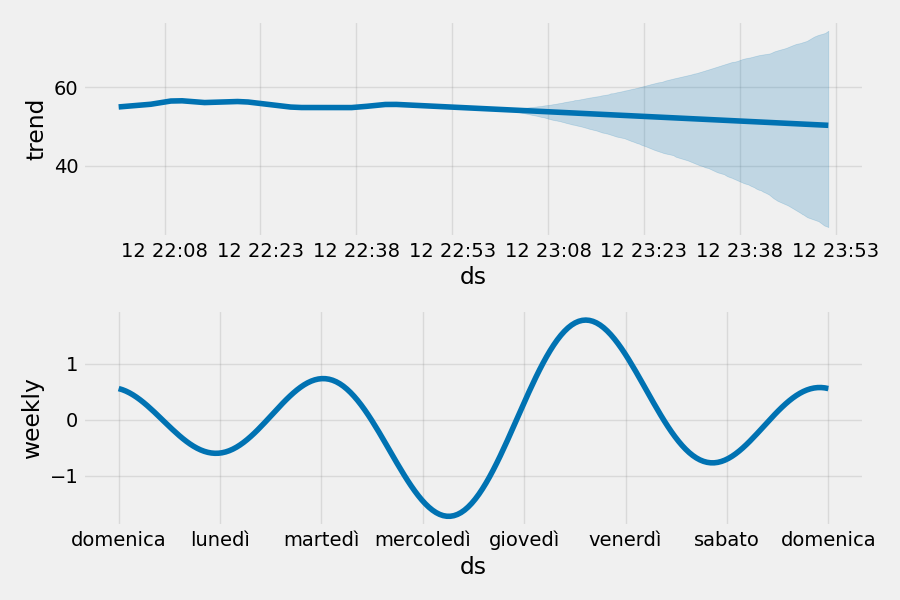 trend
60
40
12 22:08 12 22:23 12 22:38 12 22:53 12 23:08 12 23:23 12 23:38 12 23:53
ds
weekly
1
0
−1
domenica lunedì martedì mercoledì giovedì venerdì sabato domenica
ds